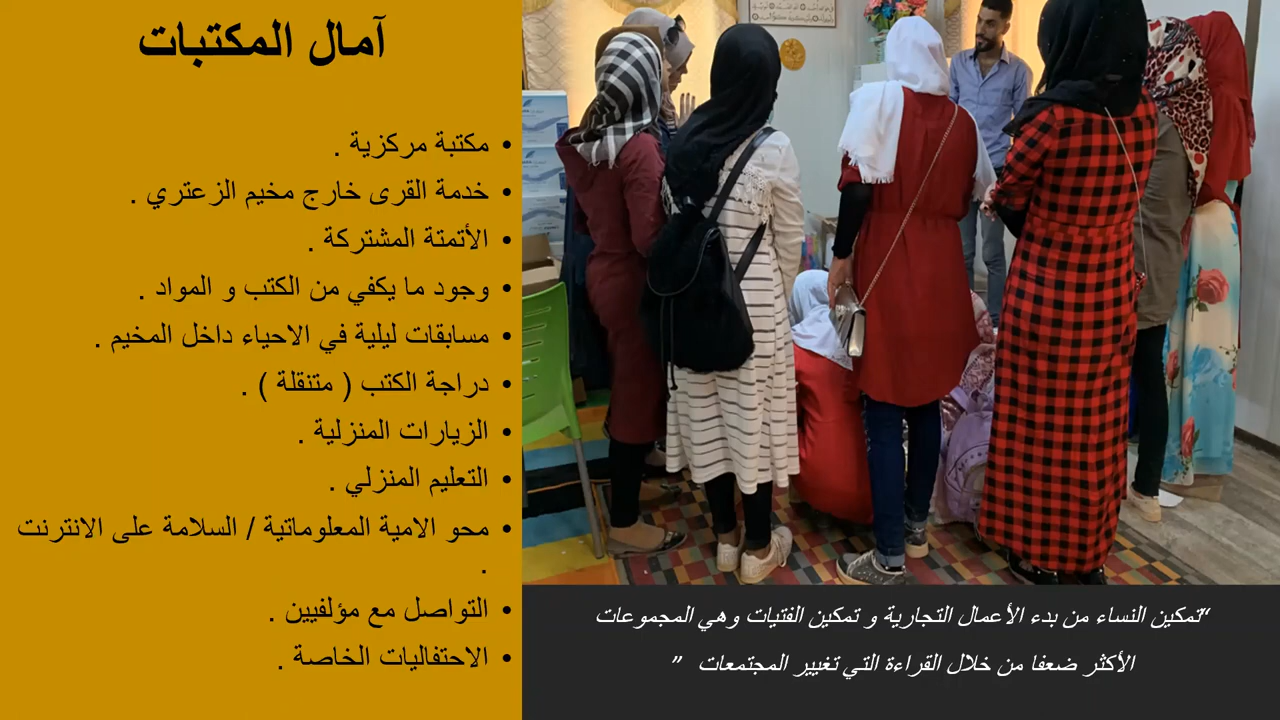 آمال المكتبات
• مكتبة مركزية .
• خدمة القرى خارج مخيم الزعتري .
• الأتمتة المشتركة .
• وجود ما يكفي من الكتب و المواد .
• مسابقات ليلية في الاحياء داخل المخيم .
• دراجة الكتب ( متنقلة ) .
• الزيارات المنزلية .
• التعليم المنزلي .
• محو الامية المعلوماتية / السلامة على الانترنت
.
• التواصل مع مؤلفيين .
• الاحتفاليات الخاصة .
“تمكين النساء من بدء الأعمال التجارية و تمكين الفتيات وهي المجموعات
الأكثر ضعفا من خلال القراءة التي تغيير المجتمعات ”